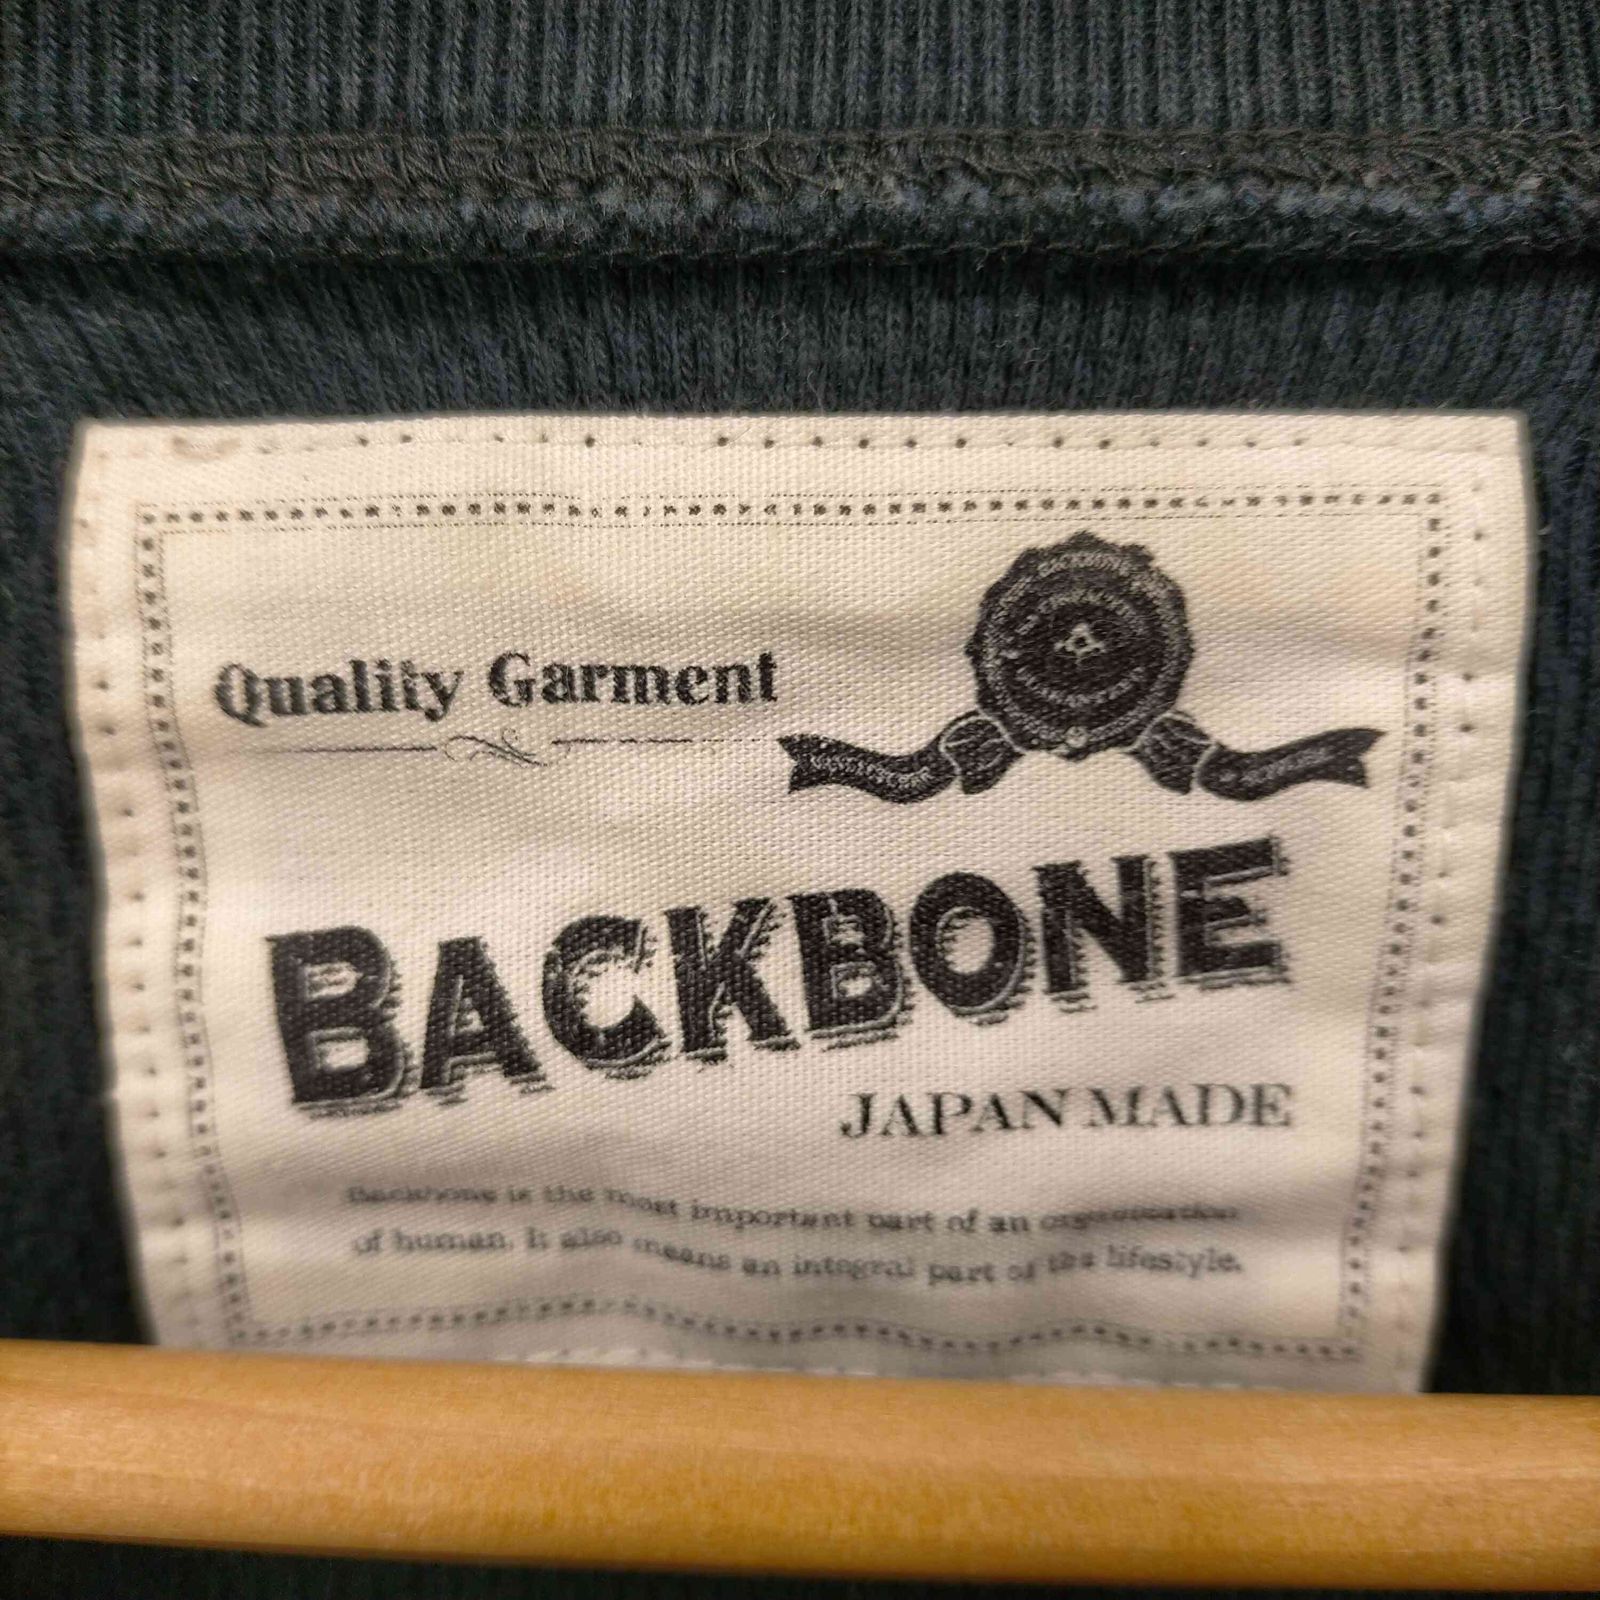 Quality Garment
BACKBONE
JAPAN MADE
Backbone is the most important part of an organization
of human. It also means an integral part of the lifestyle.